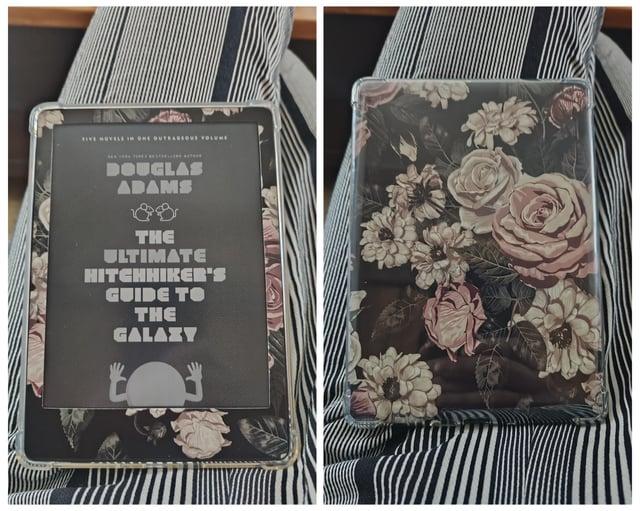 FIVE NOVELS IN ONE OUTRAGEOUS VOLUME
NEW YORK TIMES BESTSELLING AUTHOR
DOUGLAS
ADAMS
THE
ULTIMATE
HITCHHIKER'S
GUIDE TO
THE
GALAXY